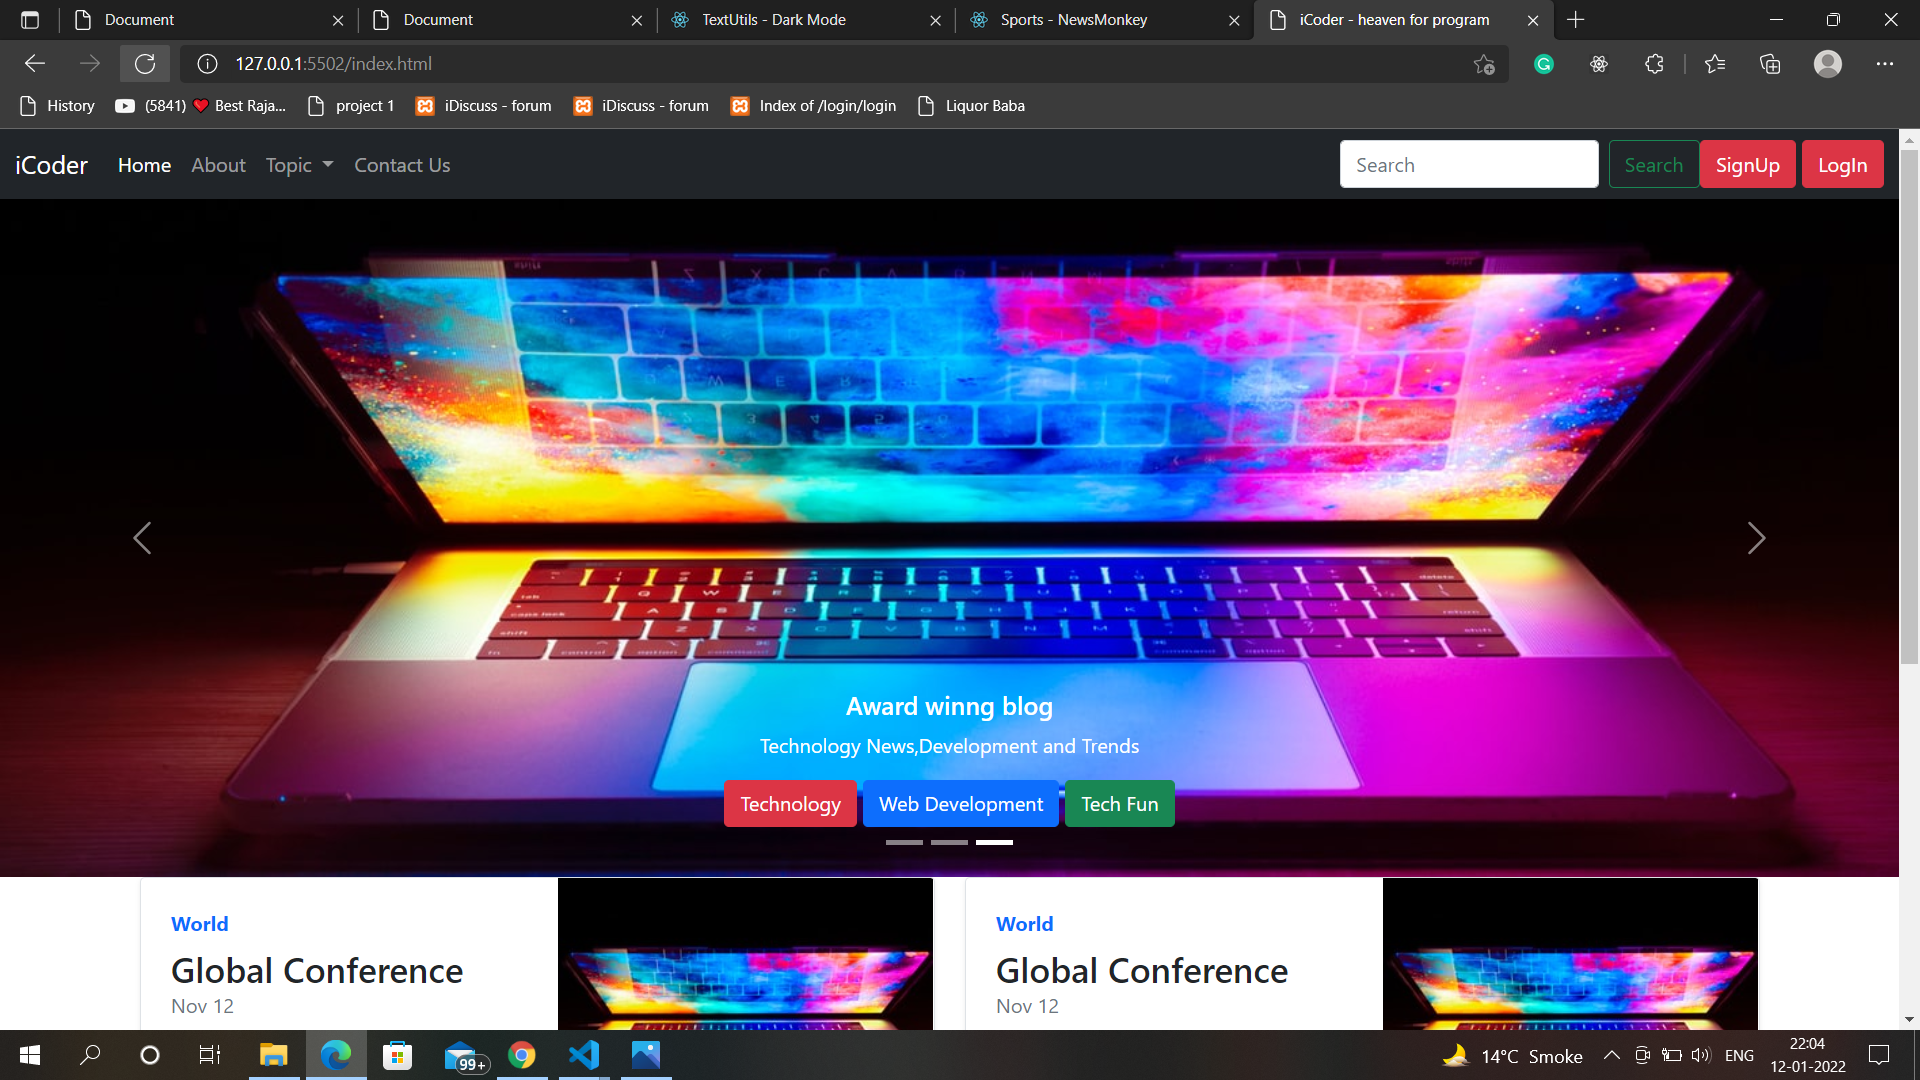 Document
Document
TextUtils - Dark Mode
Sports - NewsMonkey
iCoder - heaven for program
127.0.0.1:5502/index.html
History
(5841) ❤ Best Raja...
project 1
iDiscuss - forum
iDiscuss - forum
Index of /login/login
Liquor Baba
iCoder
Home
About
Topic
Contact Us
Search
Search
SignUp
LogIn
Award winng blog
Technology News,Development and Trends
Technology
Web Development
Tech Fun
World
Global Conference
Nov 12
World
Global Conference
Nov 12
99+
14°C Smoke
ENG
22:04
12-01-2022